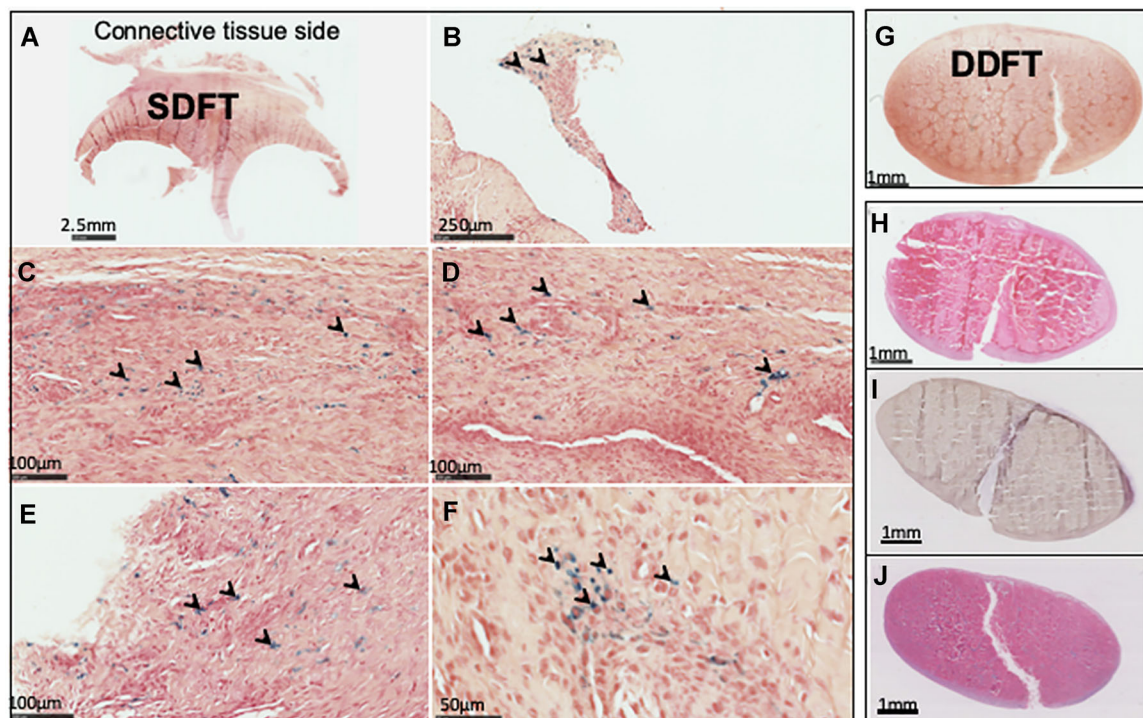 A
Connective tissue side
SDFT
2.5mm
B
250µm
C
100µm
D
100µm
E
100µm
F
50µm
G
DDFT
1mm
H
1mm
I
1mm
J
1mm